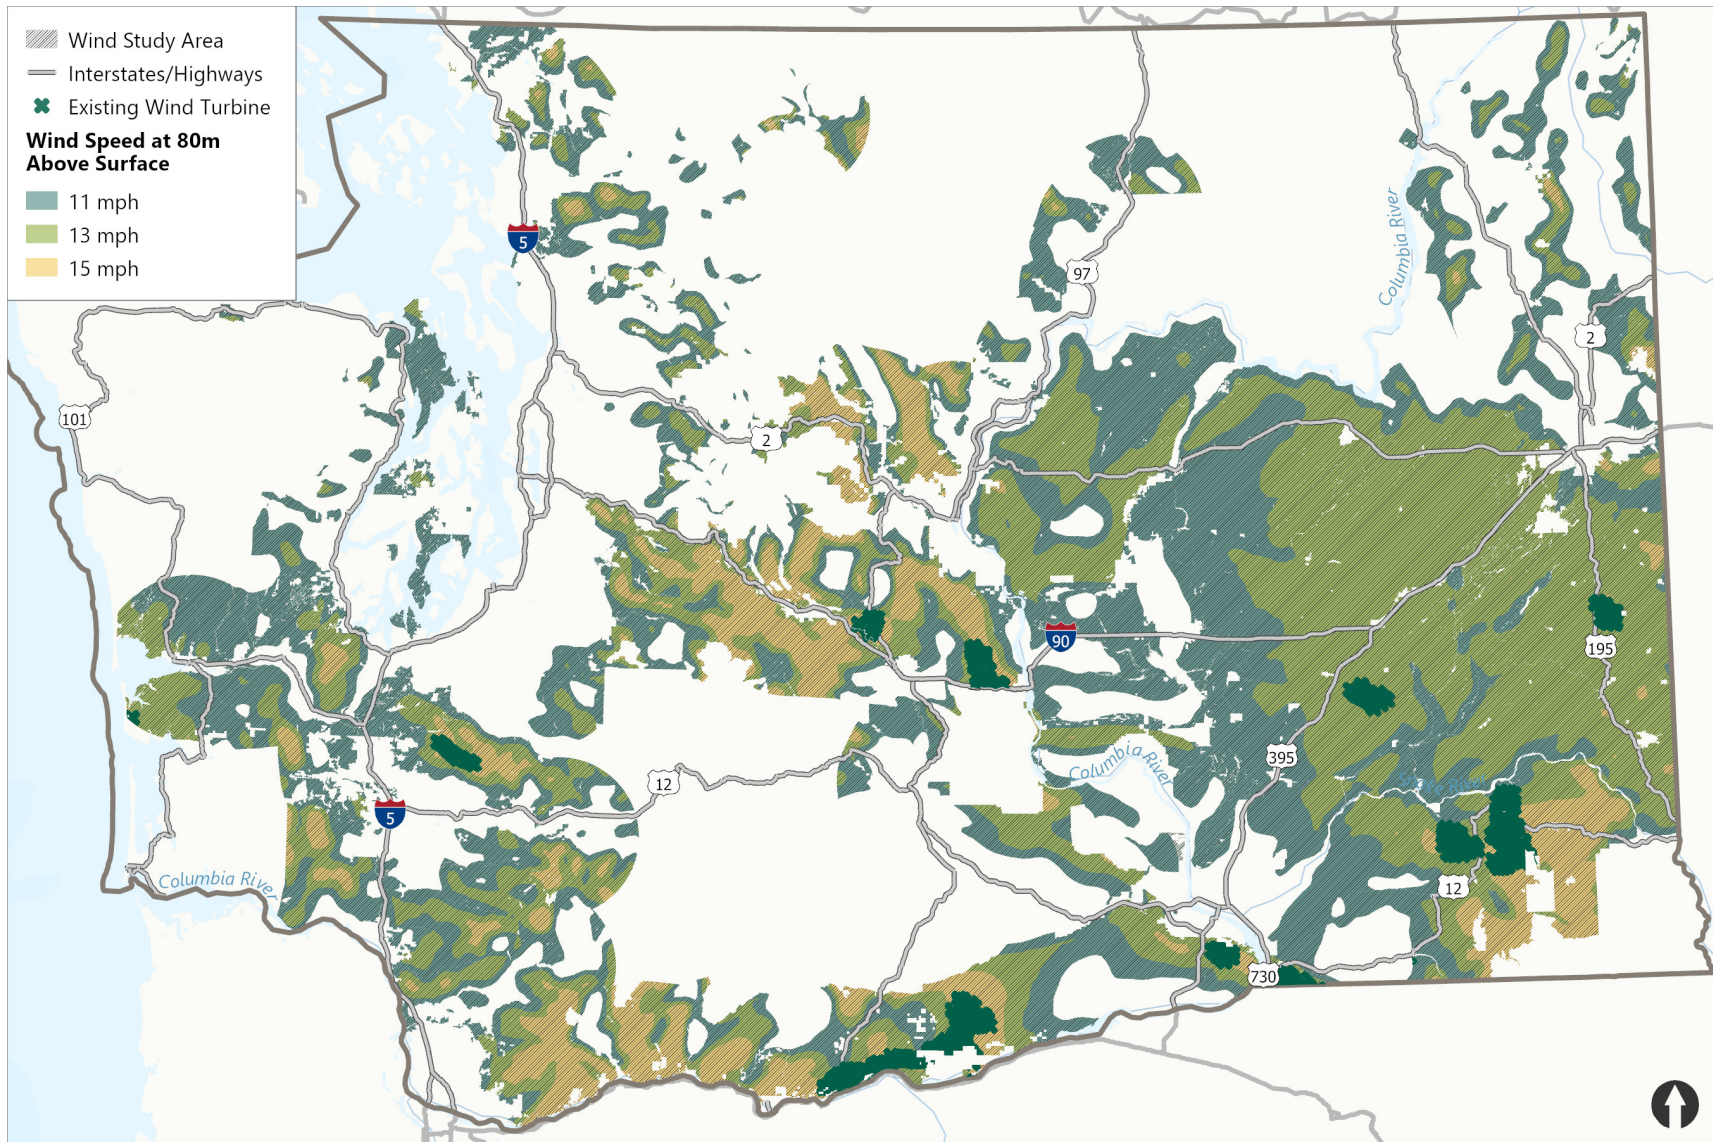 Wind Study Area
Interstates/Highways
Existing Wind Turbine
Wind Speed at 80m
Above Surface
11 mph
13 mph
15 mph
5
97
Columbia River
2
101
2
90
195
395
Columbia River
12
Snake River
5
12
Columbia River
730